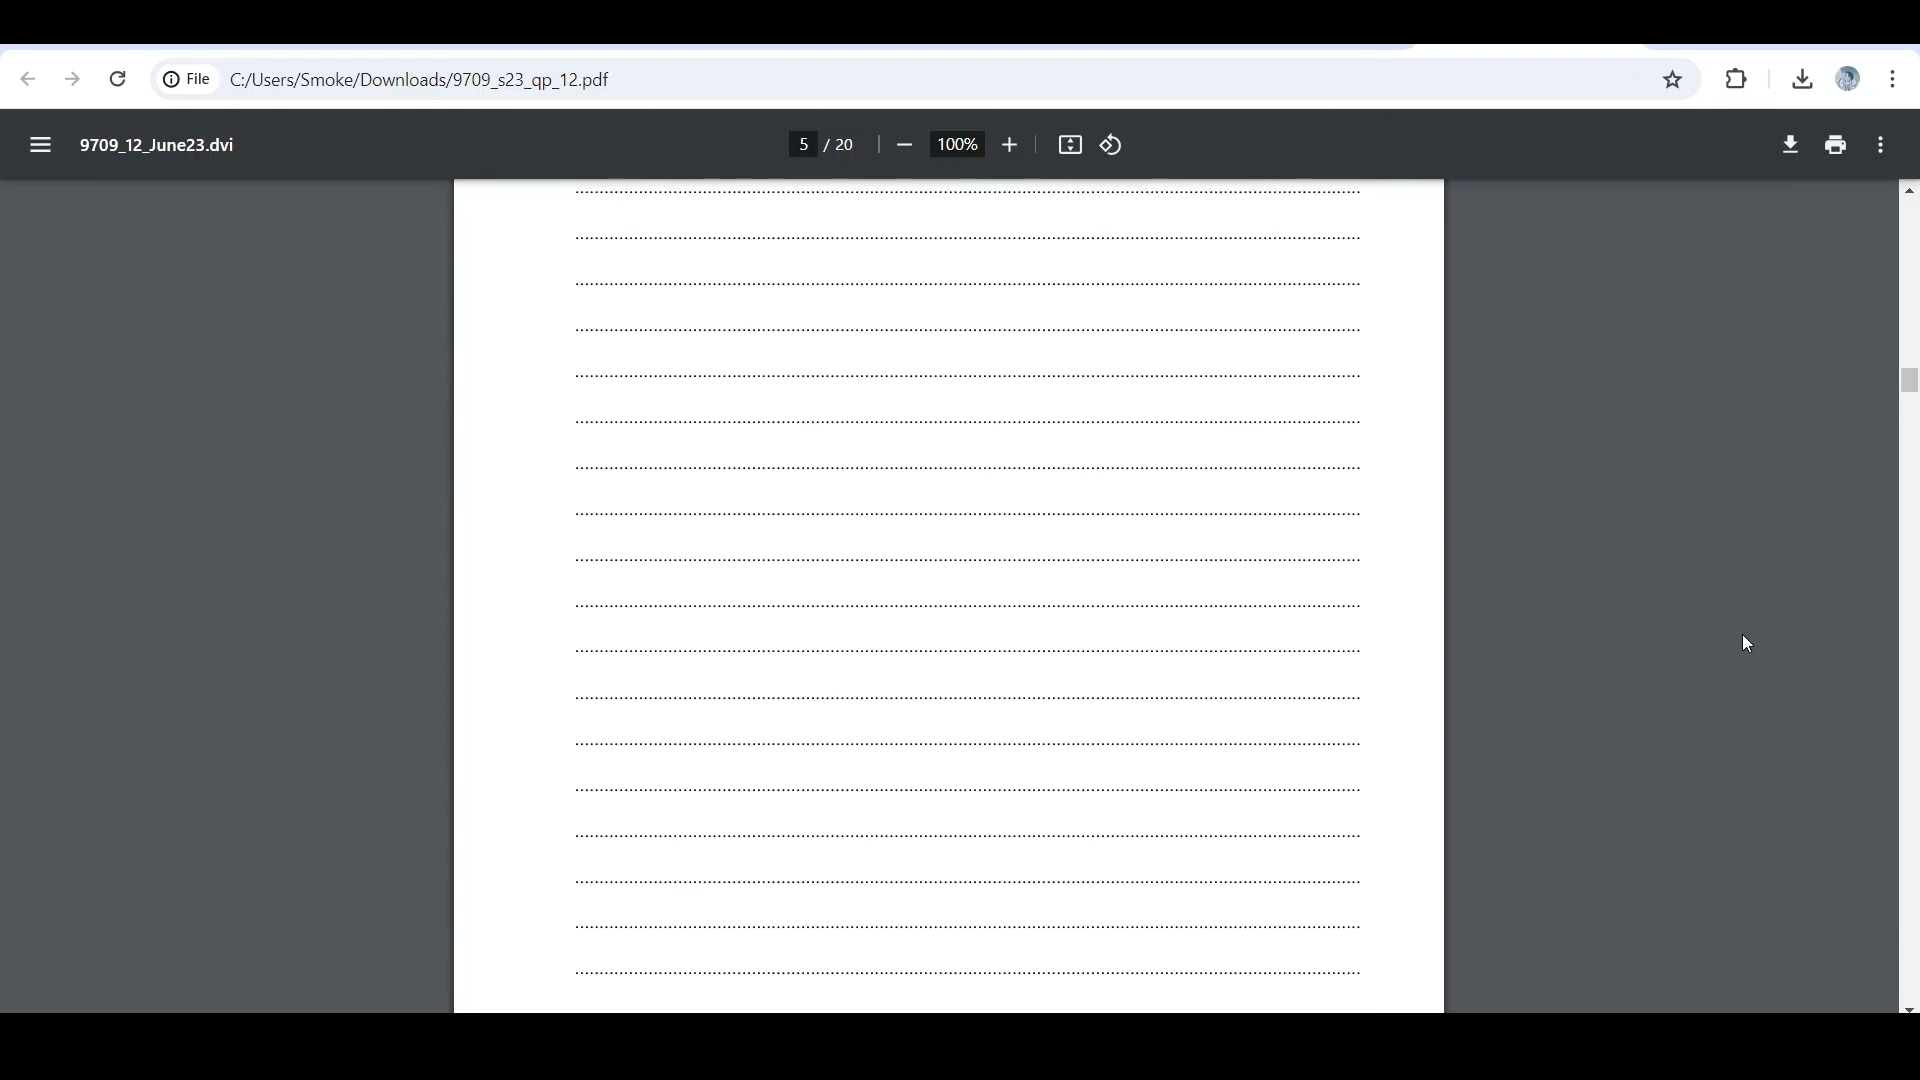 File C:/Users/Smoke/Downloads/9709_s23_qp_12.pdf
9709_12_June23.dvi 5 / 20 100%